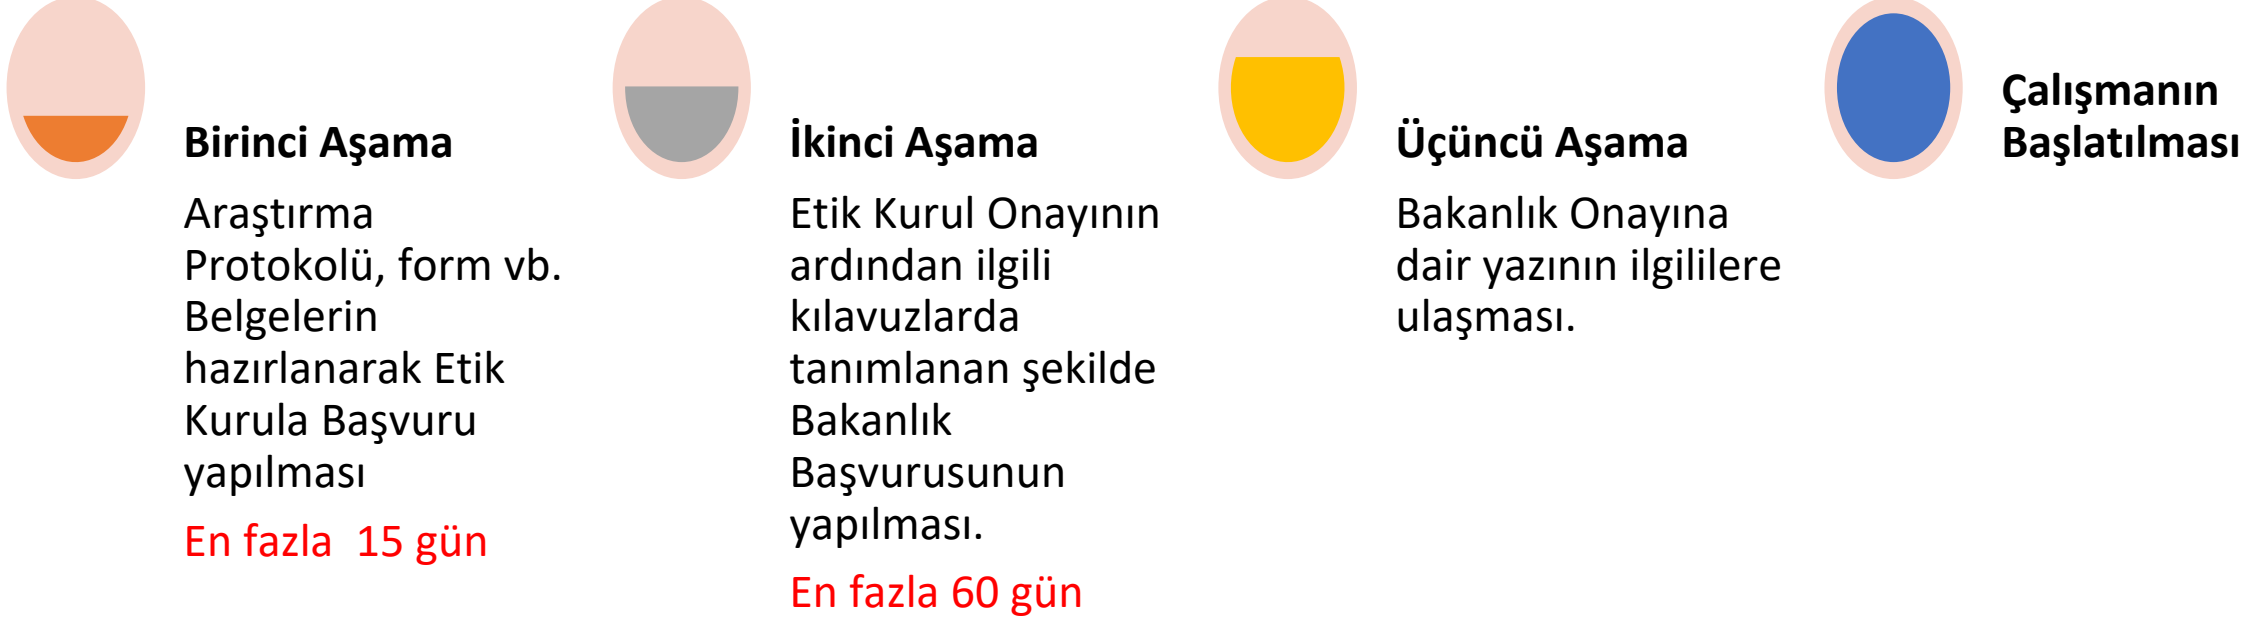 Birinci Aşama
Araştırma
Protokolü, form vb.
Belgelerin
hazırlanarak Etik
Kurula Başvuru
yapılması
En fazla  15 gün
İkinci Aşama
Etik Kurul Onayının
ardından ilgili
kılavuzlarda
tanımlanan şekilde
Bakanlık
Başvurusunun
yapılması.
En fazla 60 gün
Üçüncü Aşama
Bakanlık Onayına
dair yazının ilgililere
ulaşması.
Çalışmanın
Başlatılması